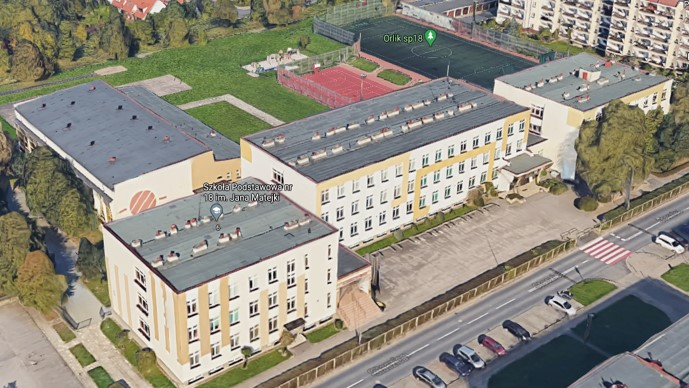 Orlik sp18
Szkoła Podstawowa nr
18 im. Jana Matejki